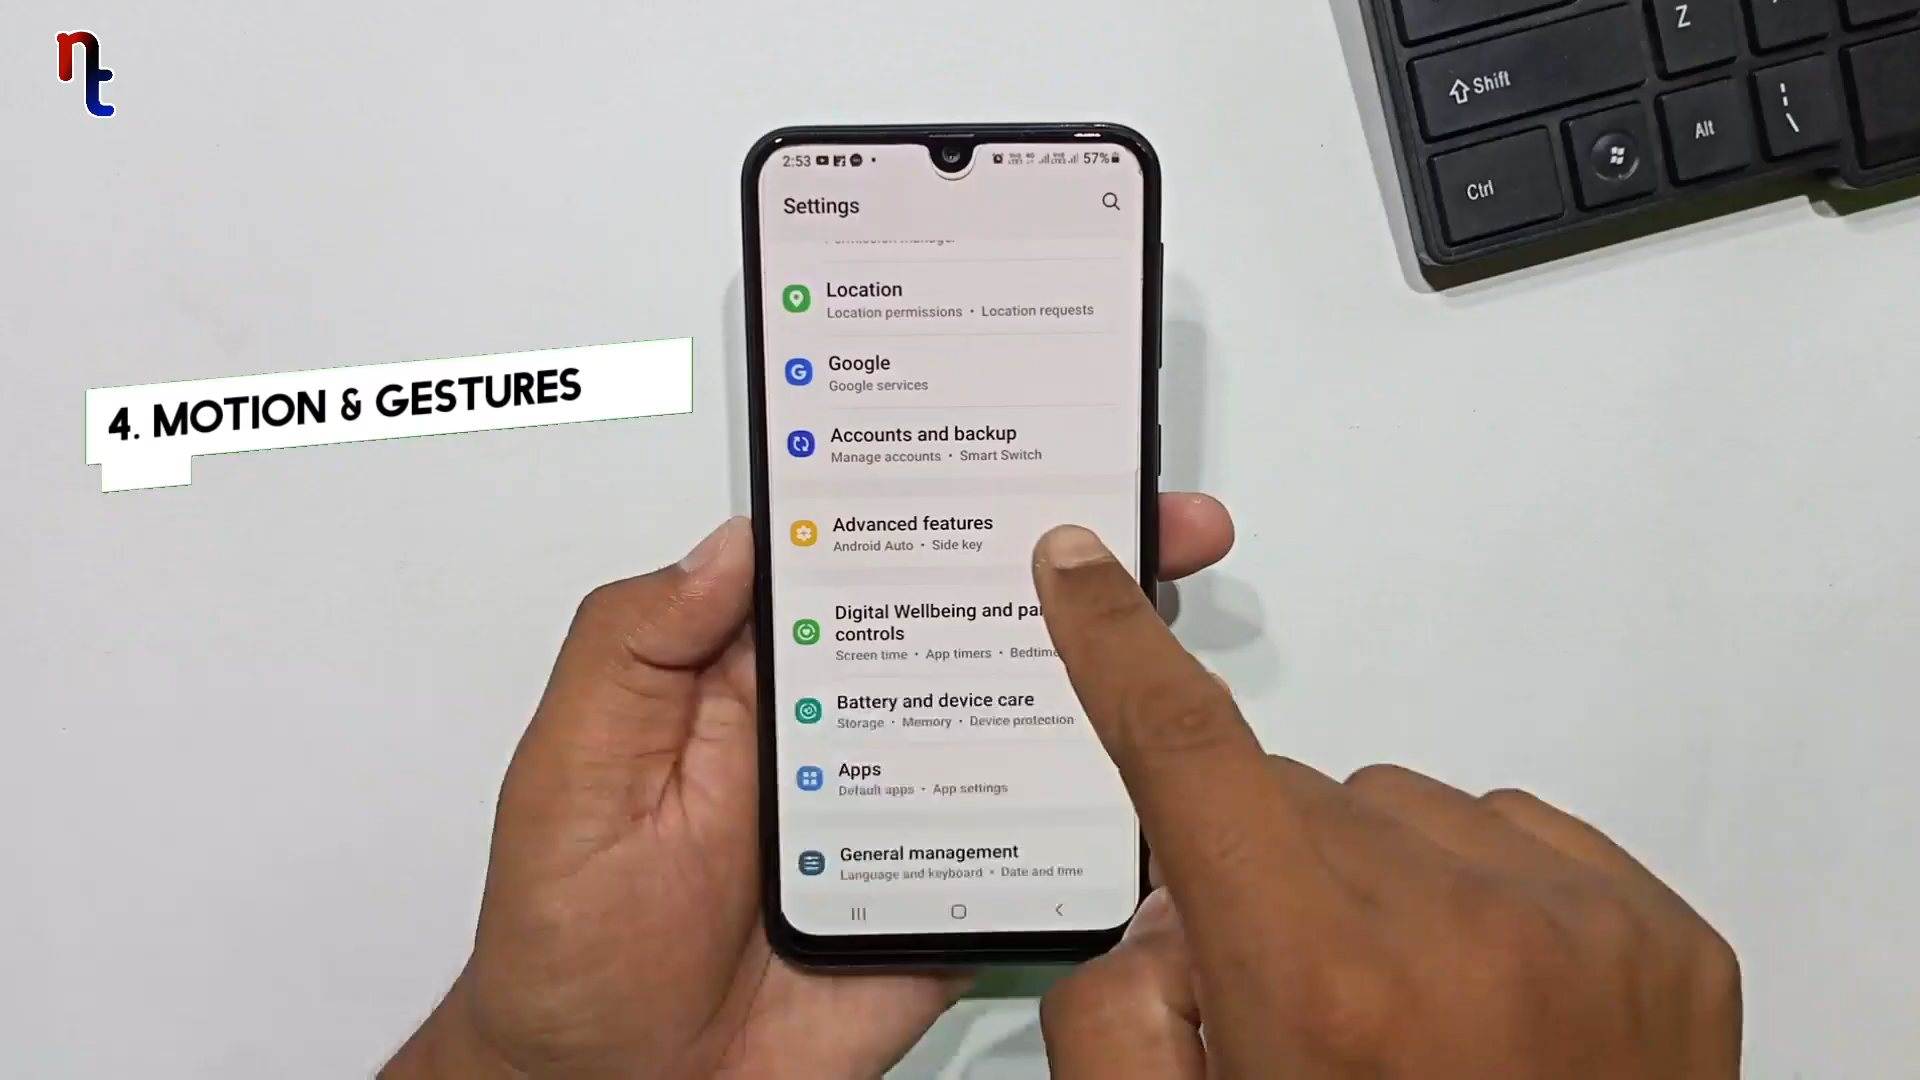 nt
4. MOTION & GESTURES
2:53
57%
Settings
Permission manager
Location
Location permissions • Location requests
Google
Google services
Accounts and backup
Manage accounts • Smart Switch
Advanced features
Android Auto • Side key
Digital Wellbeing and
controls
Screen time • App timers •
Battery and device care
Storage • Memory • Device protection
Apps
Default apps • App settings
General management
Language and keyboard • Date and time
Z
Shift
Alt
Ctrl